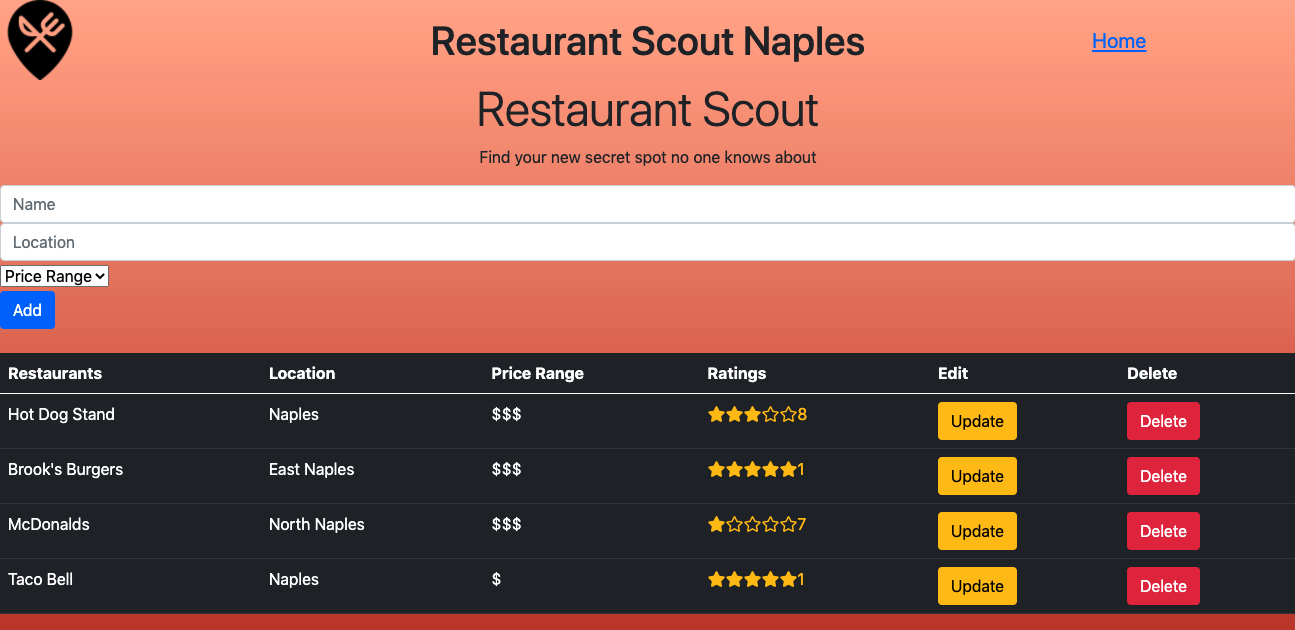 Restaurant Scout Naples
Home
Restaurant Scout
Find your new secret spot no one knows about
Name
Location
Price Range
Add
Restaurants Location Price Range Ratings Edit Delete
Hot Dog Stand Naples $$$ 8 Update Delete
Brook's Burgers East Naples $$$ 1 Update Delete
McDonalds North Naples $$$ 7 Update Delete
Taco Bell Naples $ 1 Update Delete